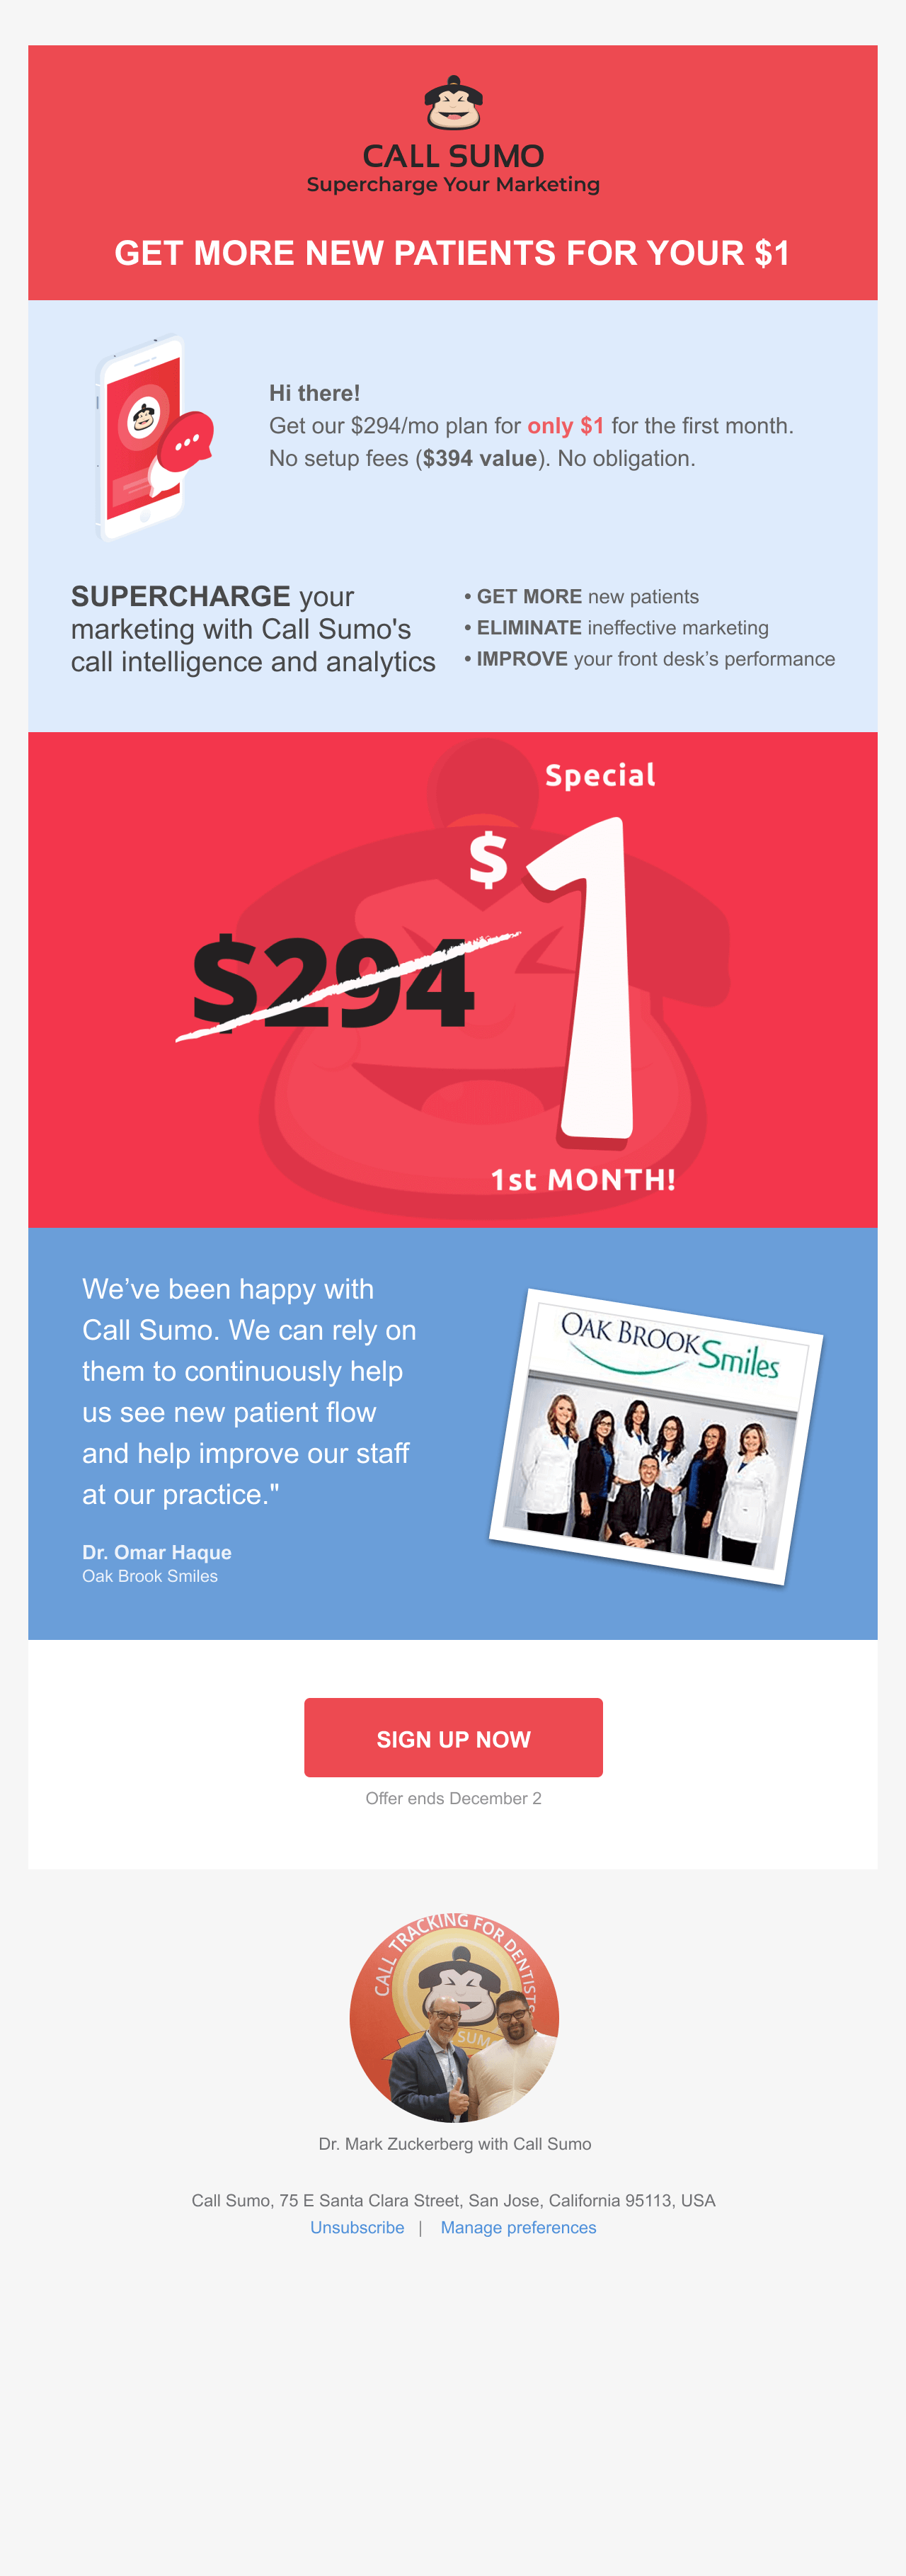 CALL SUMO
Supercharge Your Marketing
GET MORE NEW PATIENTS FOR YOUR $1
Hi there!
Get our $294/mo plan for only $1 for the first month.
No setup fees ($394 value). No obligation.
SUPERCHARGE your
marketing with Call Sumo's
call intelligence and analytics
• GET MORE new patients
• ELIMINATE ineffective marketing
• IMPROVE your front desk’s performance
Special
$1
$294
1st MONTH!
We’ve been happy with
Call Sumo. We can rely on
them to continuously help
us see new patient flow
and help improve our staff
at our practice."
Dr. Omar Haque
Oak Brook Smiles
OAK BROOK Smiles
SIGN UP NOW
Offer ends December 2
CALL TRACKING FOR DENTISTS
SUM
Dr. Mark Zuckerberg with Call Sumo
Call Sumo, 75 E Santa Clara Street, San Jose, California 95113, USA
Unsubscribe | Manage preferences